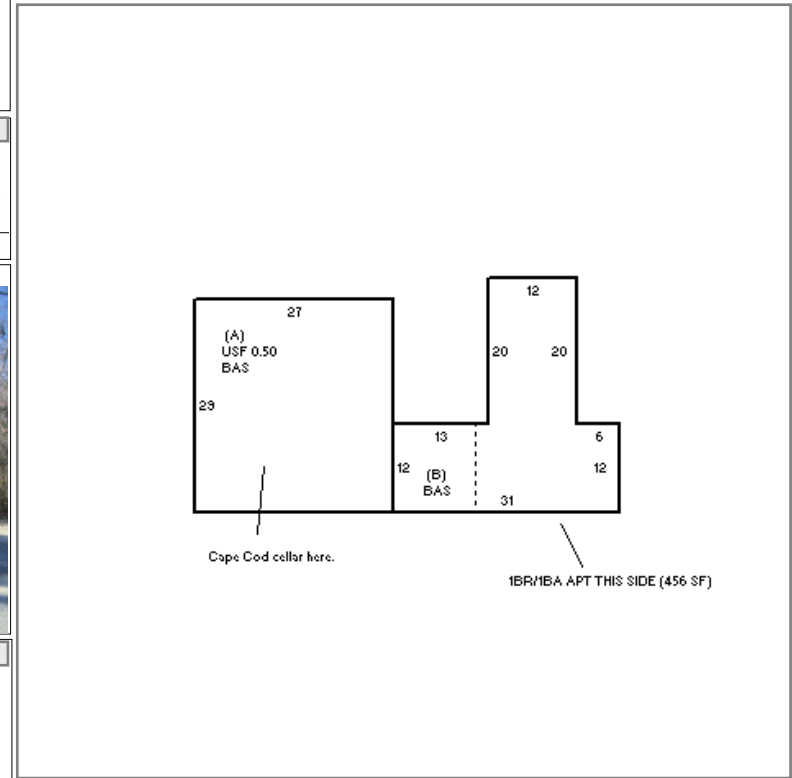 12
27
(A)
USF 0.50
BAS
20 20
29
13
6
12
(B)
BAS
12
31
Cape Cod cellar here.
1BR/1BA APT THIS SIDE (456 SF)